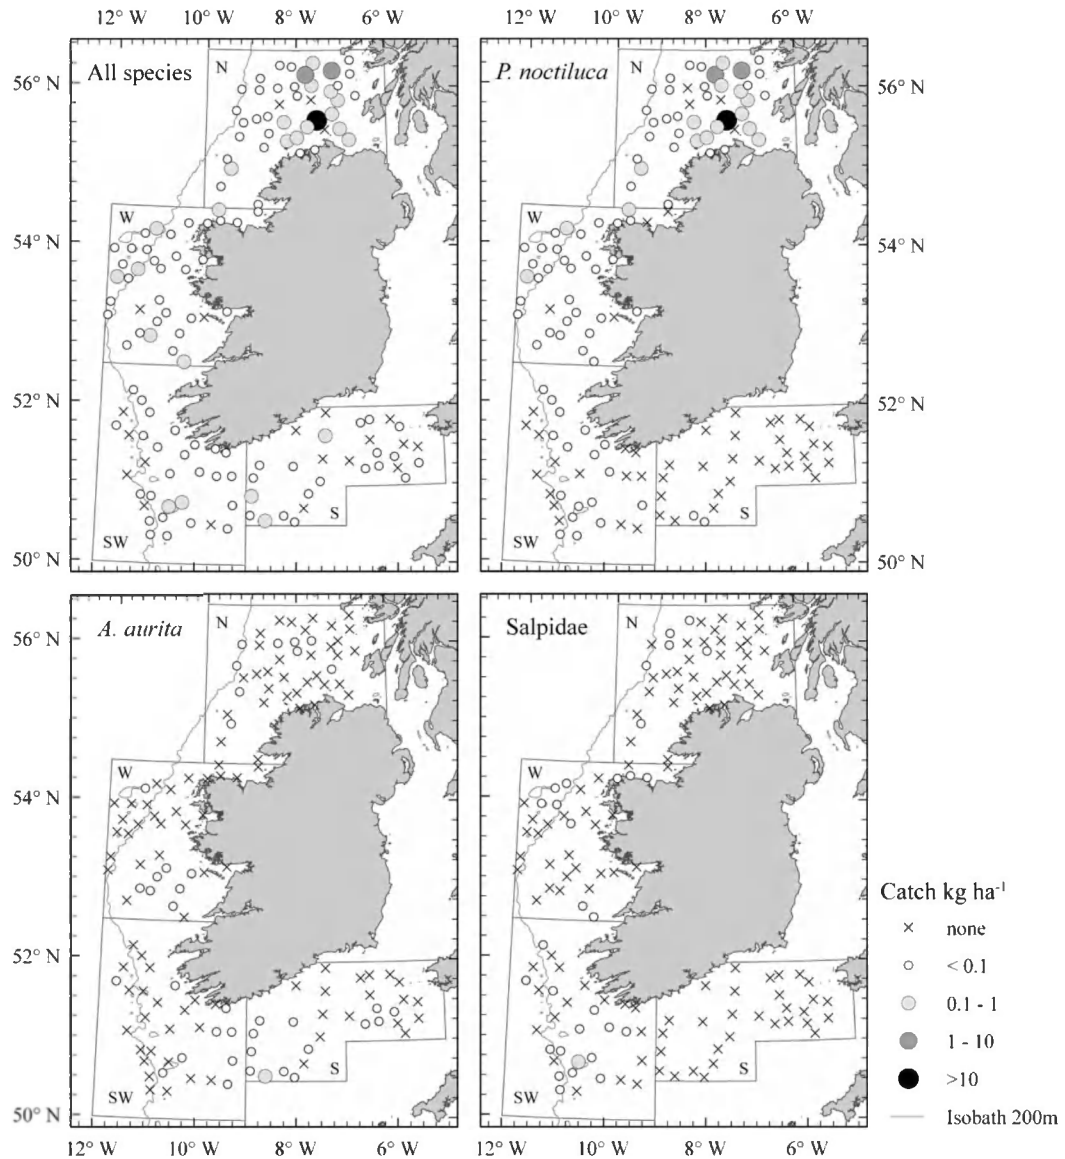 12° W 10° W 8° W 6° W 12° W 10° W 8° W 6° W
56° N All species N P. noctiluca N 56° N
54° N W W 54° N
52° N 52° N
50° N SW S SW S 50° N
56° N A. aurita N Salpidae N
54° N W W
52° N
50° N SW S SW S
12° W 10° W 8° W 6° W 12° W 10° W 8° W 6° W
Catch kg ha⁻¹
none
< 0.1
0.1 - 1
1 - 10
>10
Isobath 200m